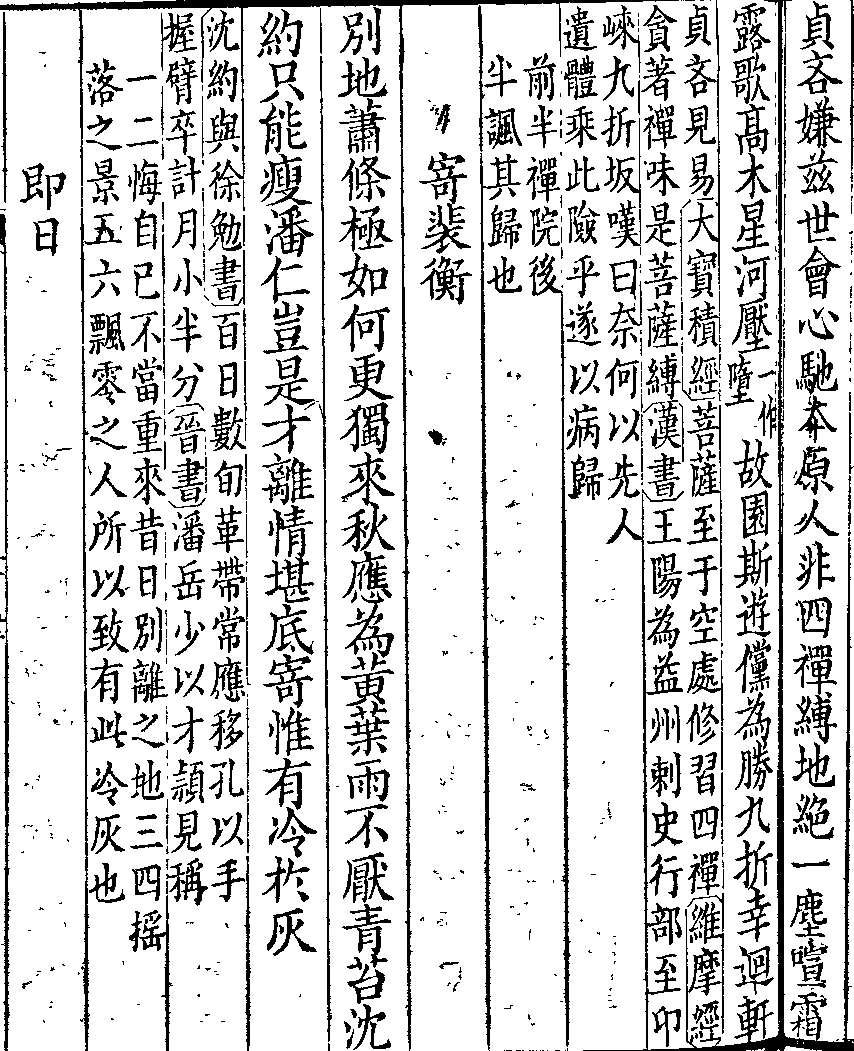 貞吝嫌茲世會心馳本原人非四禪縛地絶一塵喧霜
露歌高木星河壓一作墮故園斯遊儻為勝九折幸迴軒
貞吝見易大寶積經菩薩至于空處修習四禪維摩經
貪著禪味是菩薩縛漢書王陽為益州刺史行部至卭
崍九折坂嘆曰奈何以先人
遺體乘此險乎遂以病歸
前半禪院後
半諷其歸也
寄裴衡
別地蕭條極如何更獨來秋應為黄葉雨不厭青苔沈
約只能瘦潘仁豈是才離情堪底寄惟有冷於灰
沈約與徐勉書百日數旬革帶常應移孔以手
握臂卒計月小半分晉書潘岳少以才頴見稱
一二悔自已不當重來昔日別離之地三四摇
落之景五六飄零之人所以致有此冷灰也
即日